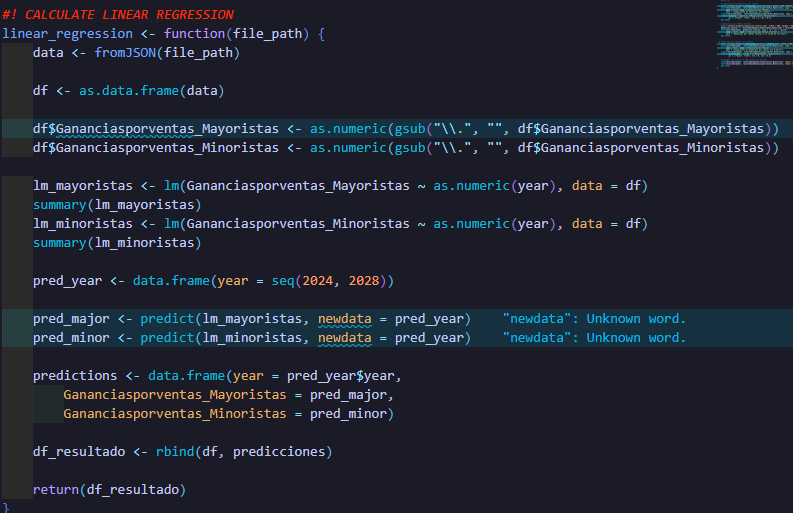 #! CALCULATE LINEAR REGRESSION
linear_regression <- function(file_path) {
data <- fromJSON(file_path)
df <- as.data.frame(data)
df$Gananciasporventas_Mayoristas <- as.numeric(gsub("\\.", "", df$Gananciasporventas_Mayoristas))
df$Gananciasporventas_Minoristas <- as.numeric(gsub("\\.", "", df$Gananciasporventas_Minoristas))
lm_mayoristas <- lm(Gananciasporventas_Mayoristas ~ as.numeric(year), data = df)
summary(lm_mayoristas)
lm_minoristas <- lm(Gananciasporventas_Minoristas ~ as.numeric(year), data = df)
summary(lm_minoristas)
pred_year <- data.frame(year = seq(2024, 2028))
pred_major <- predict(lm_mayoristas, newdata = pred_year) "newdata": Unknown word.
pred_minor <- predict(lm_minoristas, newdata = pred_year) "newdata": Unknown word.
predictions <- data.frame(year = pred_year$year,
Gananciasporventas_Mayoristas = pred_major,
Gananciasporventas_Minoristas = pred_minor)
df_resultado <- rbind(df, predicciones)
return(df_resultado)
}